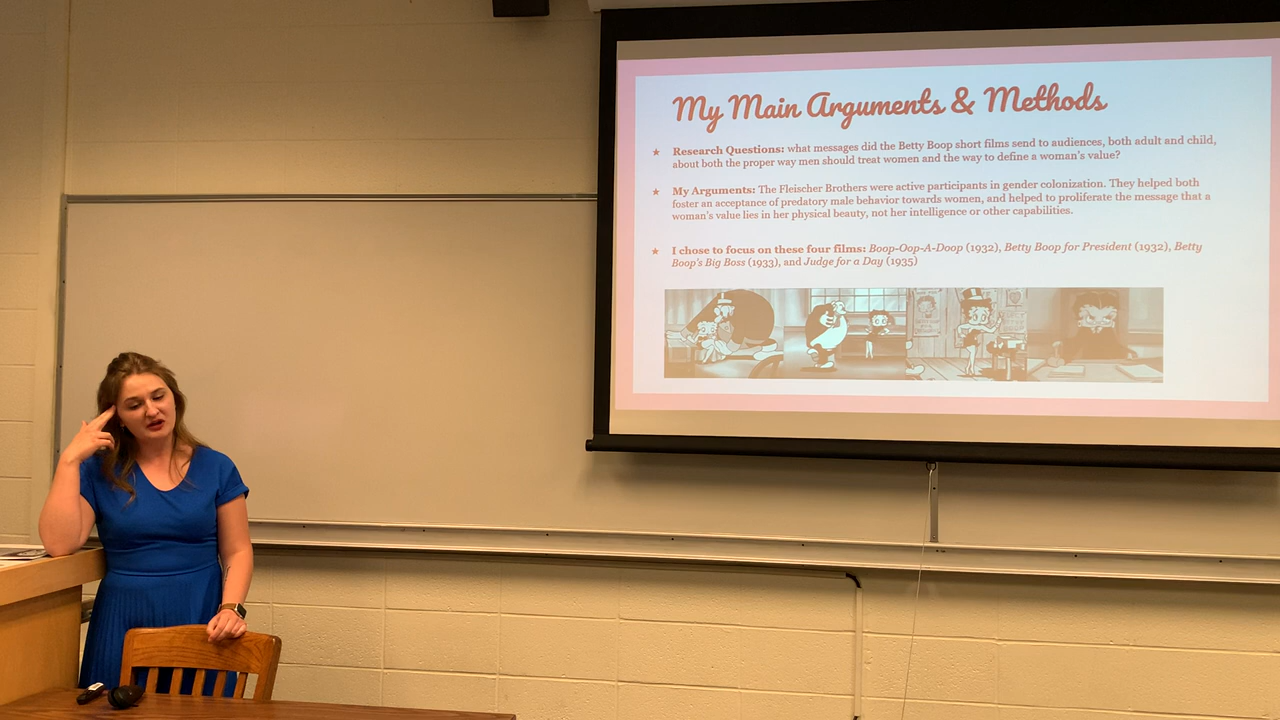 My Main Arguments & Methods
★ Research Questions: what messages did the Betty Boop short films send to audiences, both adult and child,
about both the proper way men should treat women and the way to define a woman's value?
★ My Arguments: The Fleischer Brothers were active participants in gender colonization. They helped both
foster an acceptance of predatory male behavior towards women, and helped to proliferate the message that a
woman's value lies in her physical beauty, not her intelligence or other capabilities.
★ I chose to focus on these four films: Boop-Oop-A-Doop (1932), Betty Boop for President (1932), Betty
Boop's Big Boss (1933), and Judge for a Day (1935)